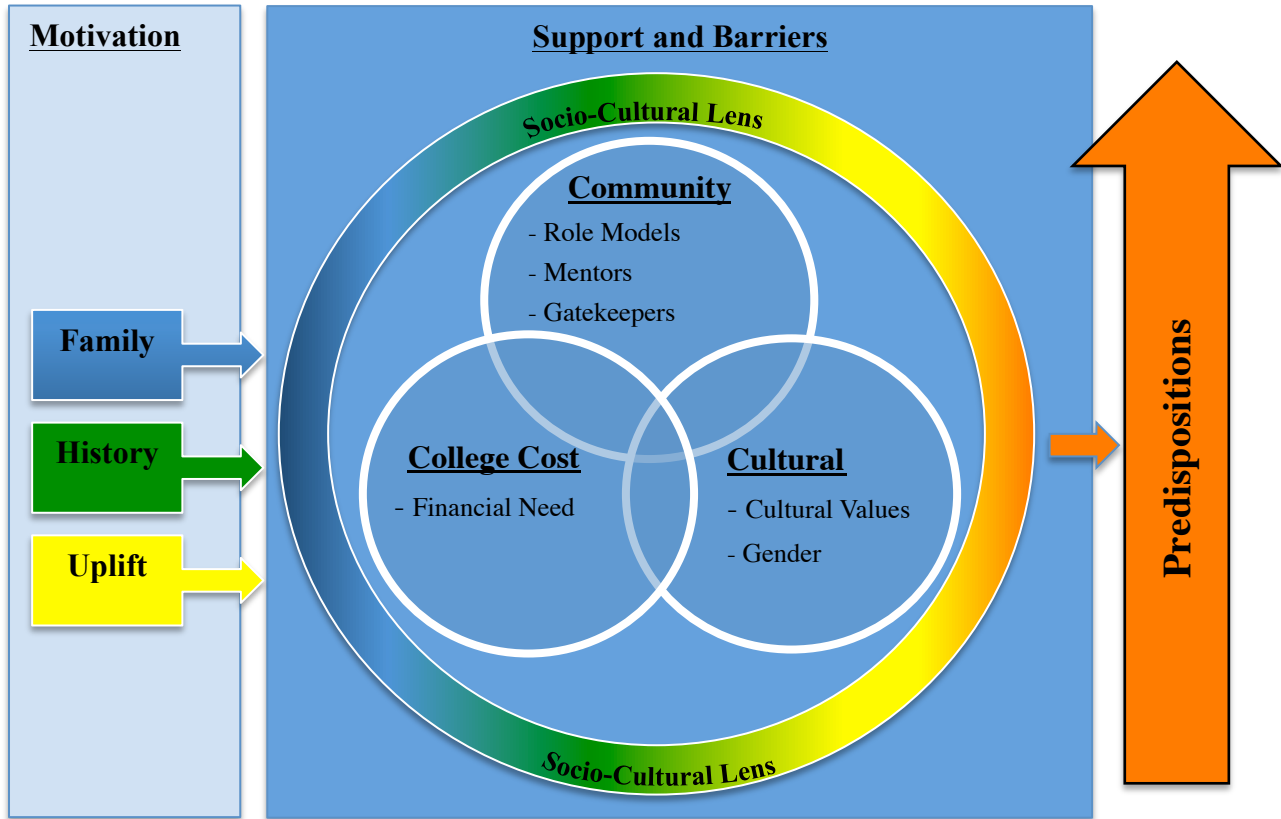 Motivation
Family
History
Uplift
Support and Barriers
Socio-Cultural Lens
Community
- Role Models
- Mentors
- Gatekeepers
College Cost
- Financial Need
Cultural
- Cultural Values
- Gender
Socio-Cultural Lens
Predispositions